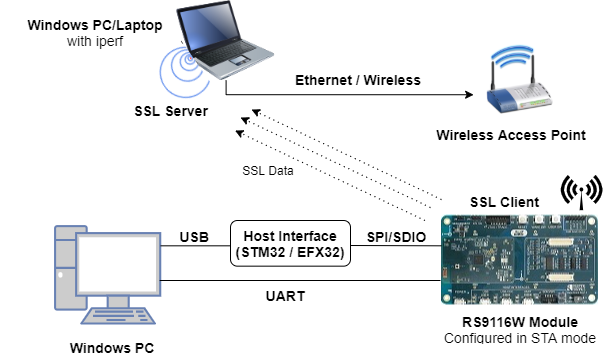 Windows PC/Laptop
with iperf
SSL Server
Ethernet / Wireless
Wireless Access Point
SSL Data
SSL Client
USB
Host Interface
(STM32 / EFX32)
SPI/SDIO
UART
RS9116W Module
Configured in STA mode
Windows PC